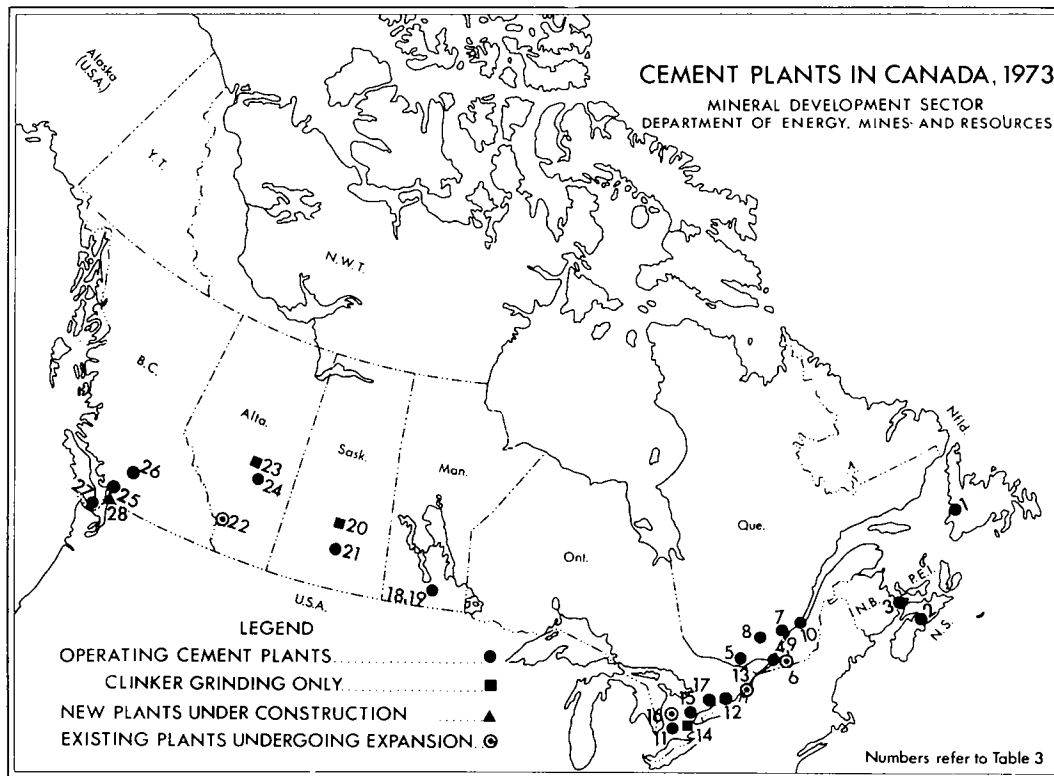 CEMENT PLANTS IN CANADA, 1973
MINERAL DEVELOPMENT SECTOR
DEPARTMENT OF ENERGY, MINES AND RESOURCES
Alaska
(U.S.A.)
Y.T.
N.W.T.
B.C.
Alta.
Sask.
Man.
Ont.
Que.
Nfld.
P.E.I.
N.B.
N.S.
U.S.A.
1
2
3
4,9
5
6
7
8
10
11
12
13
14
15
16
17
18,19
20
21
22
23
24
25
26
27
28
LEGEND
OPERATING CEMENT PLANTS
CLINKER GRINDING ONLY
NEW PLANTS UNDER CONSTRUCTION
EXISTING PLANTS UNDERGOING EXPANSION
Numbers refer to Table 3